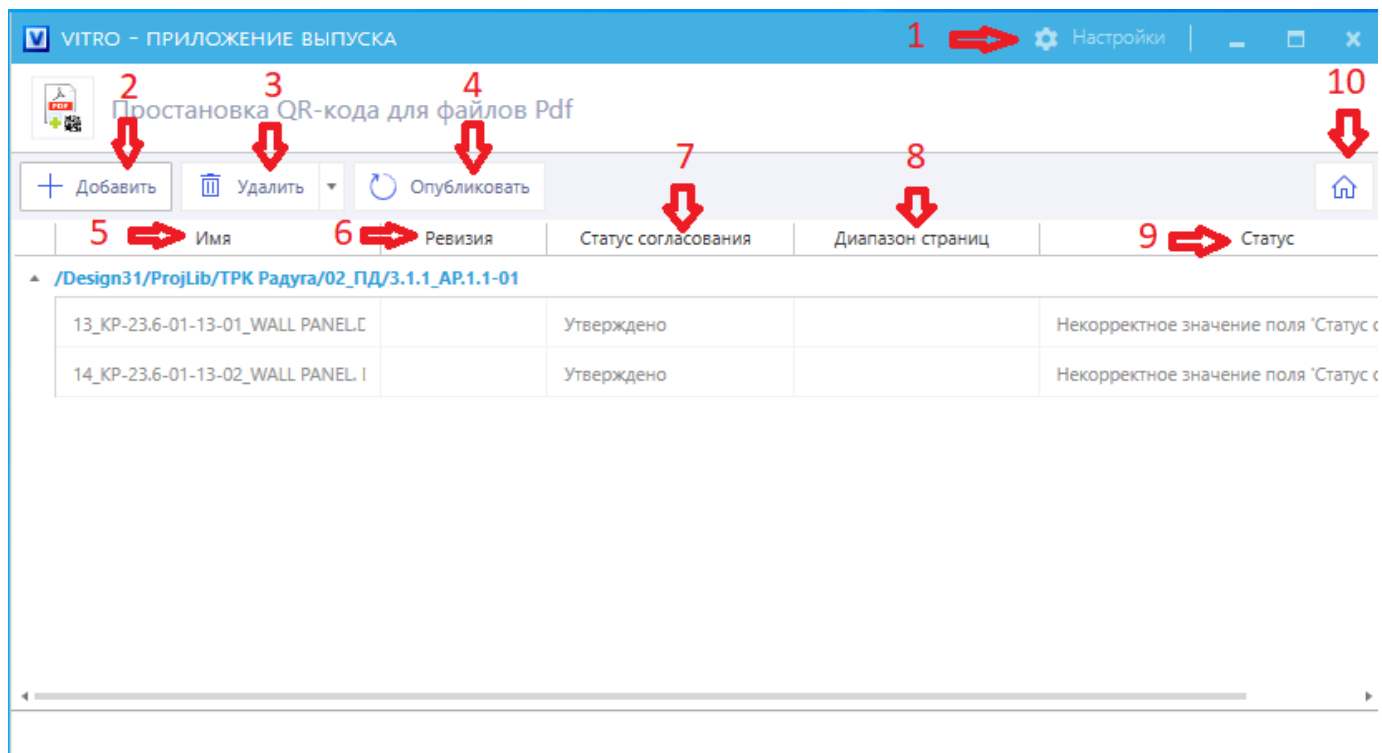 VITRO - ПРИЛОЖЕНИЕ ВЫПУСКА 1 Настройки
2 3 4 10
Простановка QR-кода для файлов Pdf
7 8
Добавить Удалить Опубликовать
5 Имя 6 Ревизия Статус согласования Диапазон страниц 9 Статус
/Design31/ProjLib/ТРК Радуга/02_ПД/3.1.1_АР.1.1-01
13_КР-23.6-01-13-01_WALL PANEL.D Утверждено Некорректное значение поля "Статус с
14_КР-23.6-01-13-02_WALL PANEL. Утверждено Некорректное значение поля "Статус с